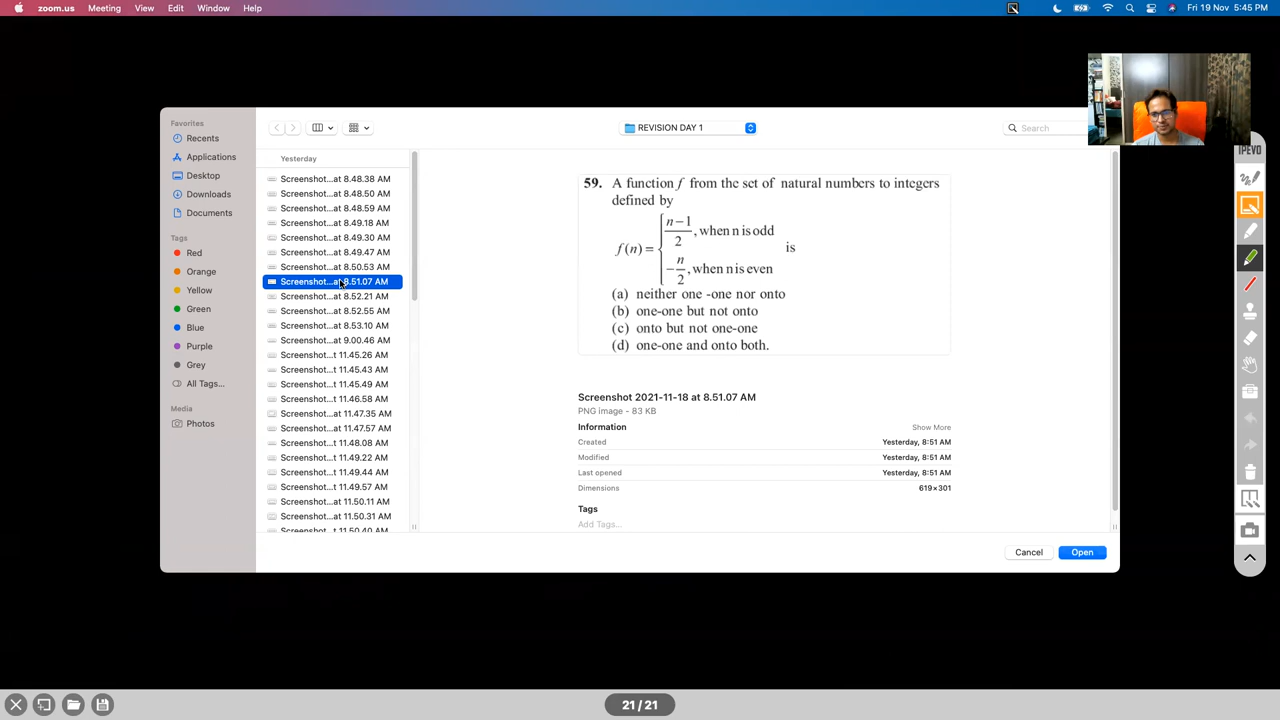 zoom.us Meeting View Edit Window Help Fri 19 Nov 5:45 PM
REVISION DAY 1
Search
IPEVO
Favorites
Recents
Applications
Desktop
Downloads
Documents
Tags
Red
Orange
Yellow
Green
Blue
Purple
Grey
All Tags...
Media
Photos
Yesterday
Screenshot...at 8.48.38 AM
Screenshot...at 8.48.50 AM
Screenshot...at 8.48.59 AM
Screenshot...at 8.49.18 AM
Screenshot...at 8.49.30 AM
Screenshot...at 8.49.47 AM
Screenshot...at 8.50.53 AM
Screenshot...at 8.51.07 AM
Screenshot...at 8.52.21 AM
Screenshot...at 8.52.55 AM
Screenshot...at 8.53.10 AM
Screenshot...at 9.00.46 AM
Screenshot...t 11.45.26 AM
Screenshot...t 11.45.43 AM
Screenshot...t 11.45.49 AM
Screenshot...t 11.46.58 AM
Screenshot...at 11.47.35 AM
Screenshot...at 11.47.57 AM
Screenshot...t 11.48.08 AM
Screenshot...t 11.49.22 AM
Screenshot...t 11.49.44 AM
Screenshot...t 11.49.57 AM
Screenshot...at 11.50.11 AM
Screenshot...at 11.50.31 AM
Screenshot...t 11.50.40 AM
59. A function f from the set of natural numbers to integers
defined by
f(n) = { (n−1)/2, when n is odd
−n/2, when n is even is
(a) neither one -one nor onto
(b) one-one but not onto
(c) onto but not one-one
(d) one-one and onto both.
Screenshot 2021-11-18 at 8.51.07 AM
PNG image - 83 KB
Information Show More
Created Yesterday, 8:51 AM
Modified Yesterday, 8:51 AM
Last opened Yesterday, 8:51 AM
Dimensions 619×301
Tags
Add Tags...
Cancel Open
21 / 21